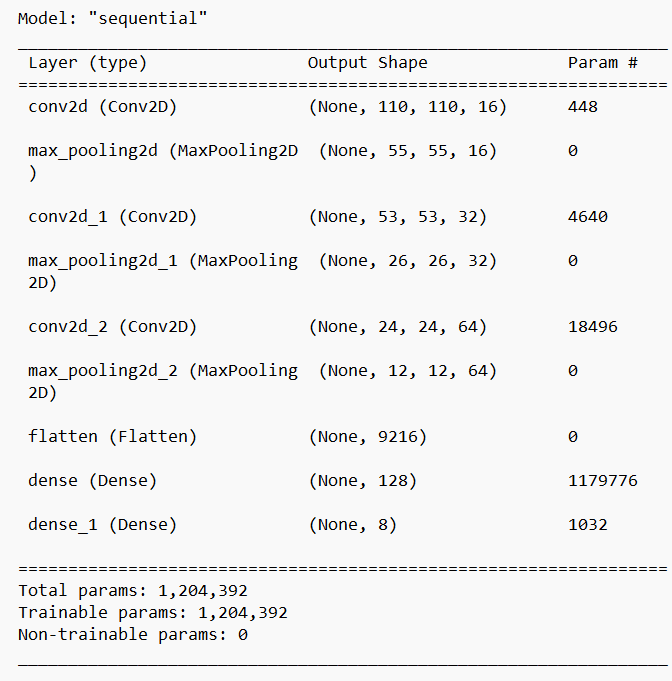 Model: "sequential"
_________________________________________________________________
Layer (type) Output Shape Param #
=================================================================
conv2d (Conv2D) (None, 110, 110, 16) 448
max_pooling2d (MaxPooling2D (None, 55, 55, 16) 0
)
conv2d_1 (Conv2D) (None, 53, 53, 32) 4640
max_pooling2d_1 (MaxPooling (None, 26, 26, 32) 0
2D)
conv2d_2 (Conv2D) (None, 24, 24, 64) 18496
max_pooling2d_2 (MaxPooling (None, 12, 12, 64) 0
2D)
flatten (Flatten) (None, 9216) 0
dense (Dense) (None, 128) 1179776
dense_1 (Dense) (None, 8) 1032
=================================================================
Total params: 1,204,392
Trainable params: 1,204,392
Non-trainable params: 0
_________________________________________________________________